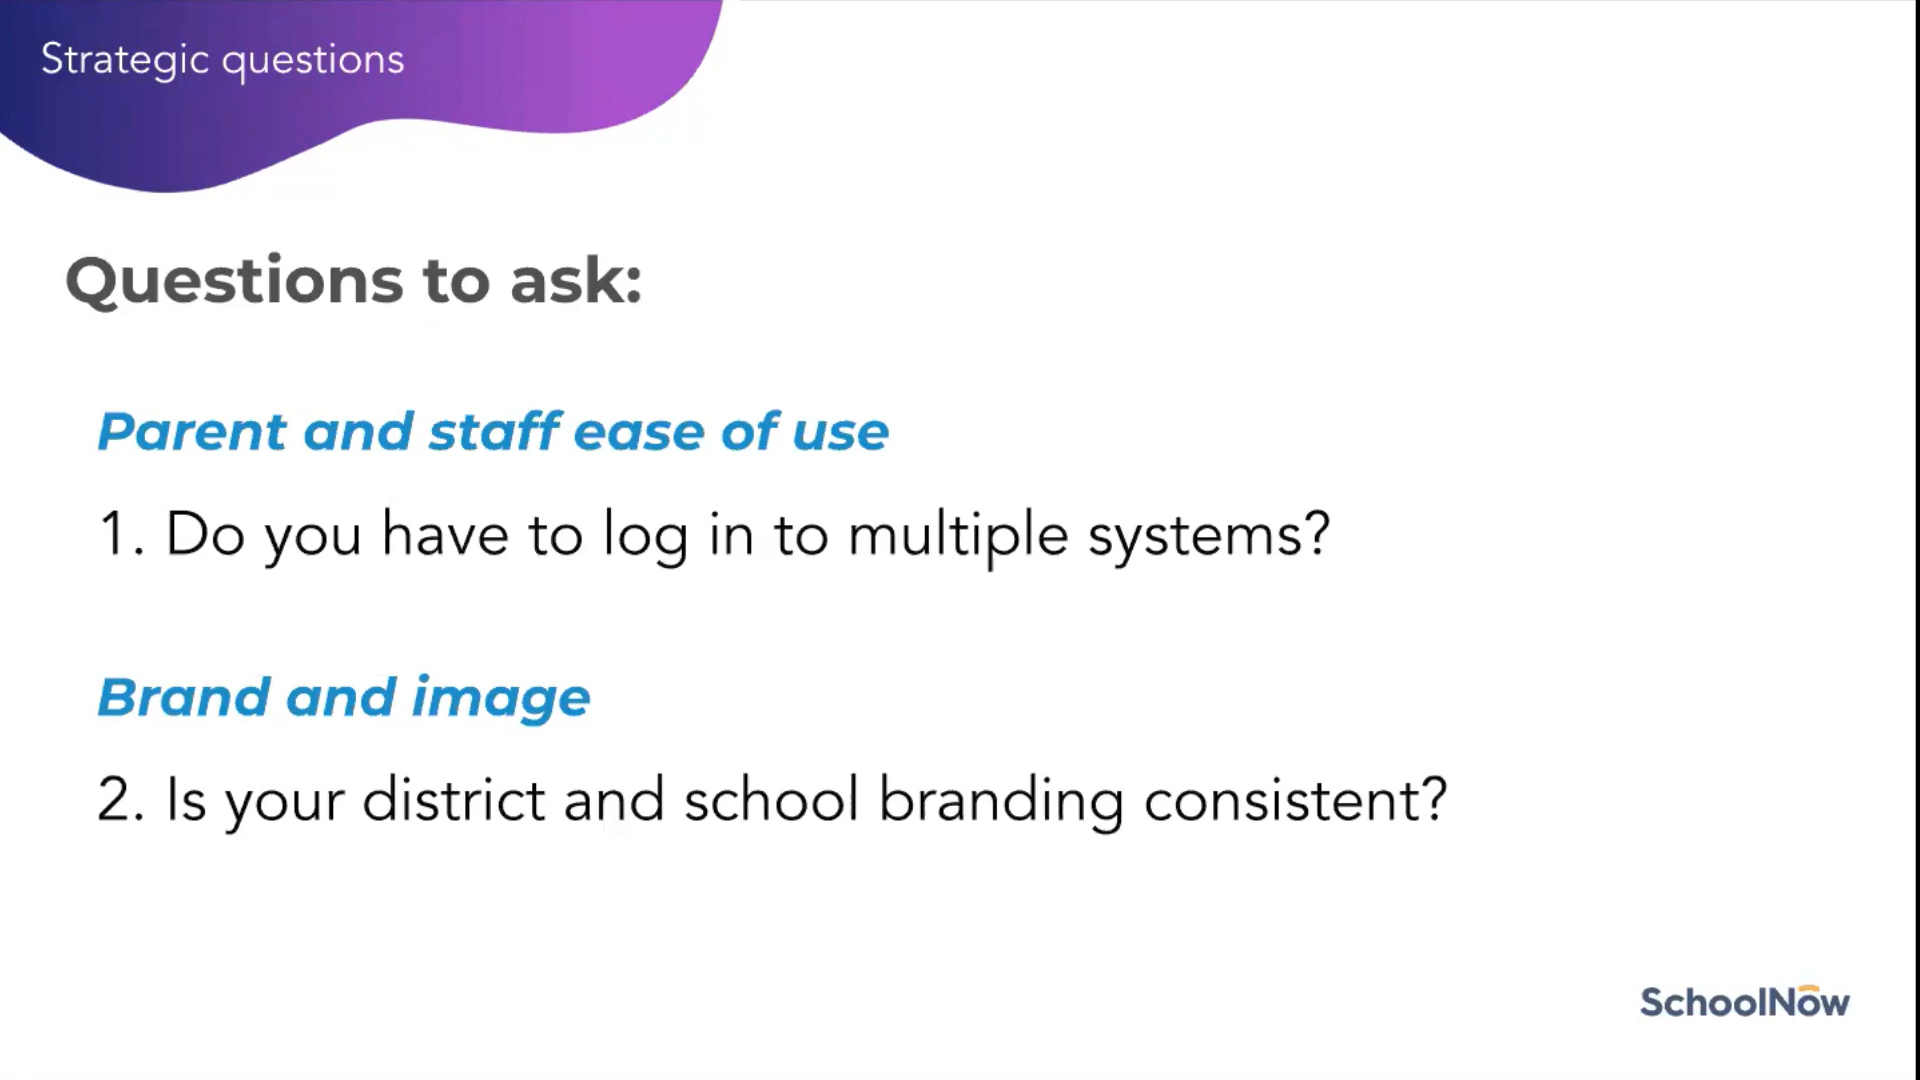 Strategic questions
Questions to ask:
Parent and staff ease of use
1. Do you have to log in to multiple systems?
Brand and image
2. Is your district and school branding consistent?
SchoolNow